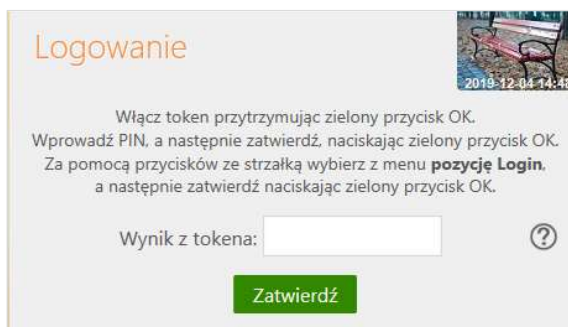 Logowanie
2019-12-04 14:48
Włącz token przytrzymując zielony przycisk OK.
Wprowadź PIN, a następnie zatwierdź, naciskając zielony przycisk OK.
Za pomocą przycisków ze strzałką wybierz z menu pozycję Login,
a następnie zatwierdź naciskając zielony przycisk OK.
Wynik z tokena:
?
Zatwierdź